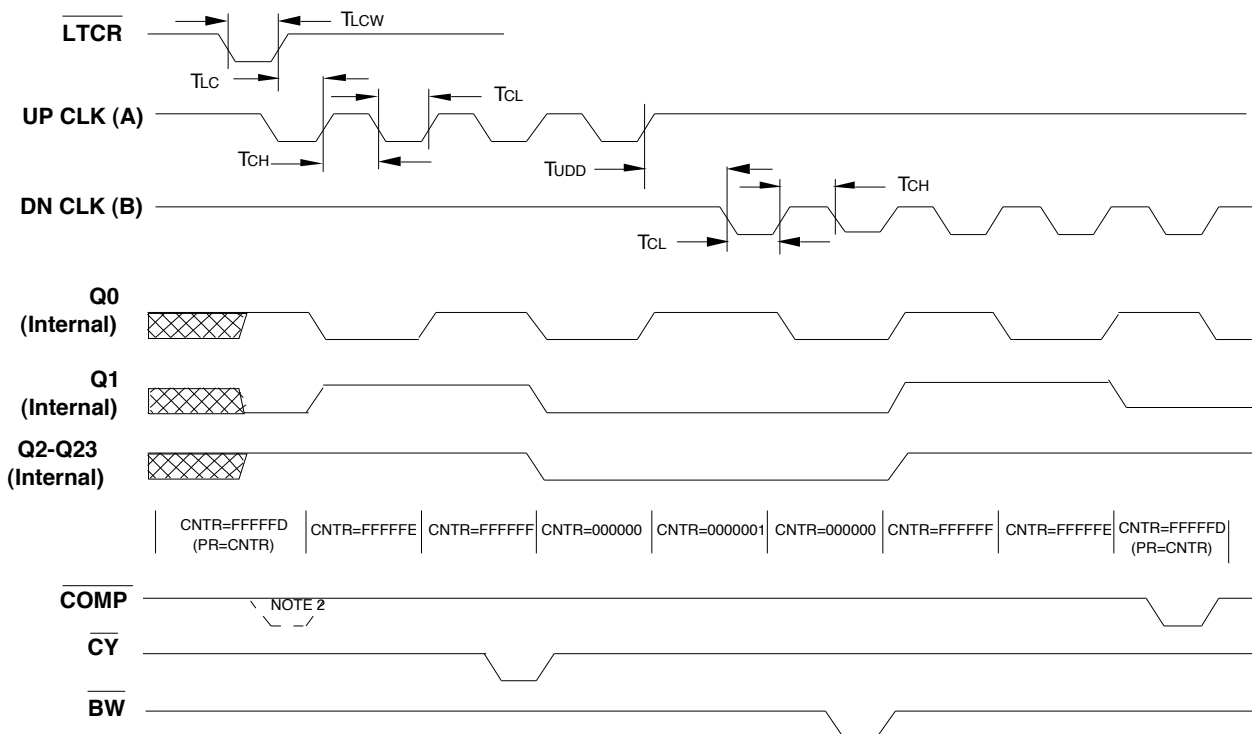 LTCR
TLCW
TLC
TCL
UP CLK (A)
TCH
TUDD
TCH
DN CLK (B)
TCL
Q0
(Internal)
Q1
(Internal)
Q2-Q23
(Internal)
CNTR=FFFFFD
(PR=CNTR)
CNTR=FFFFFE
CNTR=FFFFFF
CNTR=000000
CNTR=0000001
CNTR=000000
CNTR=FFFFFF
CNTR=FFFFFE
CNTR=FFFFFD
(PR=CNTR)
COMP
NOTE 2
CY
BW